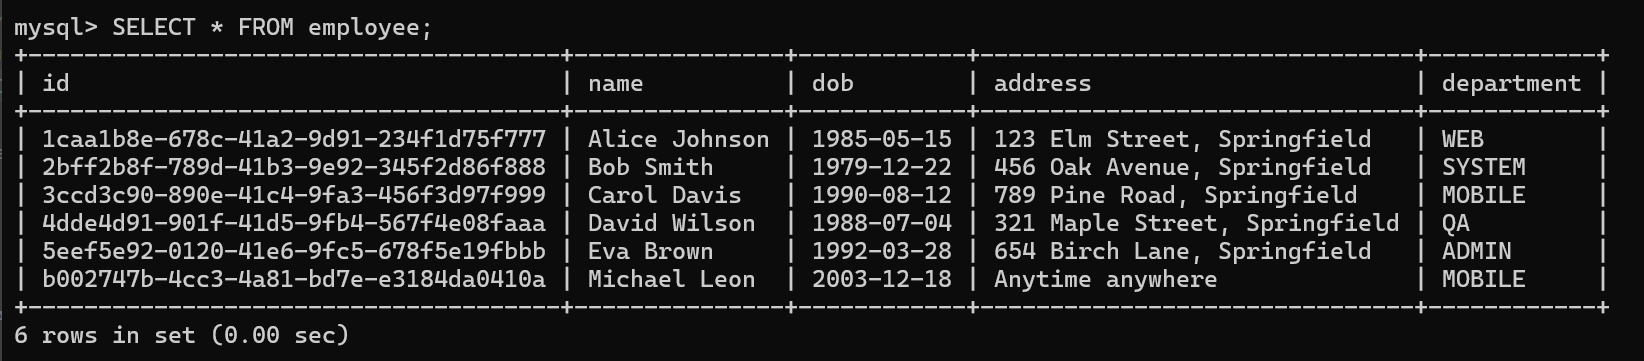 mysql> SELECT * FROM employee;
+--------------------------------------+---------------+------------+-------------------------------+------------+
| id                                   | name          | dob        | address                       | department |
+--------------------------------------+---------------+------------+-------------------------------+------------+
| 1caa1b8e-678c-41a2-9d91-234f1d75f777 | Alice Johnson | 1985-05-15 | 123 Elm Street, Springfield   | WEB        |
| 2bff2b8f-789d-41b3-9e92-345f2d86f888 | Bob Smith     | 1979-12-22 | 456 Oak Avenue, Springfield   | SYSTEM     |
| 3ccd3c90-890e-41c4-9fa3-456f3d97f999 | Carol Davis   | 1990-08-12 | 789 Pine Road, Springfield    | MOBILE     |
| 4dde4d91-901f-41d5-9fb4-567f4e08faaa | David Wilson  | 1988-07-04 | 321 Maple Street, Springfield | QA         |
| 5eef5e92-0120-41e6-9fc5-678f5e19fbbb | Eva Brown     | 1992-03-28 | 654 Birch Lane, Springfield   | ADMIN      |
| b002747b-4cc3-4a81-bd7e-e3184da0410a | Michael Leon  | 2003-12-18 | Anytime anywhere              | MOBILE     |
+--------------------------------------+---------------+------------+-------------------------------+------------+
6 rows in set (0.00 sec)